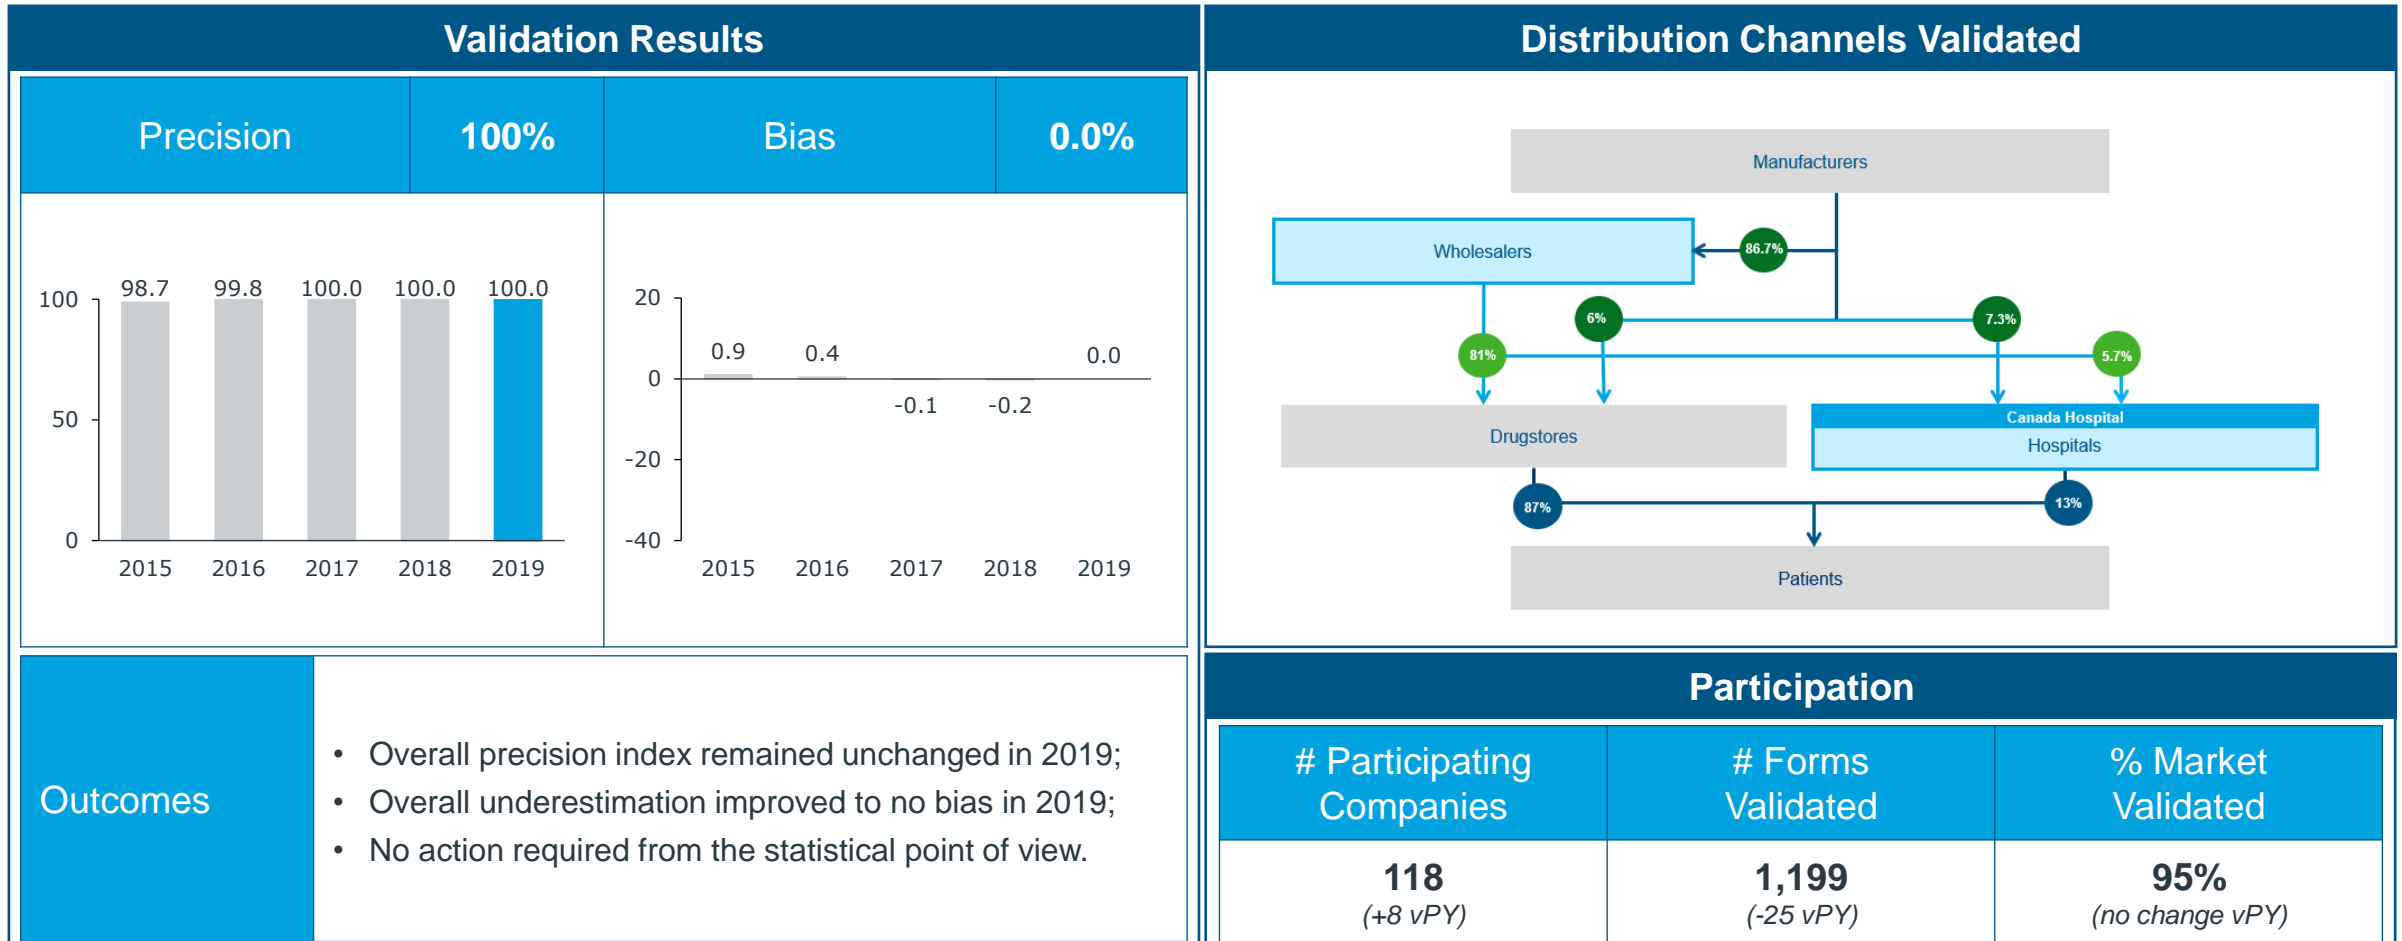 Validation Results
Precision
100%
Bias
0.0%
98.7
99.8
100.0
100.0
100.0
100
50
0
2015
2016
2017
2018
2019
20
0
-20
-40
0.9
0.4
-0.1
-0.2
0.0
2015
2016
2017
2018
2019
Outcomes
• Overall precision index remained unchanged in 2019;
• Overall underestimation improved to no bias in 2019;
• No action required from the statistical point of view.
Distribution Channels Validated
Manufacturers
Wholesalers
86.7%
6%
7.3%
81%
5.7%
Drugstores
Canada Hospital
Hospitals
87%
13%
Patients
Participation
# Participating
Companies
# Forms
Validated
% Market
Validated
118
(+8 vPY)
1,199
(-25 vPY)
95%
(no change vPY)